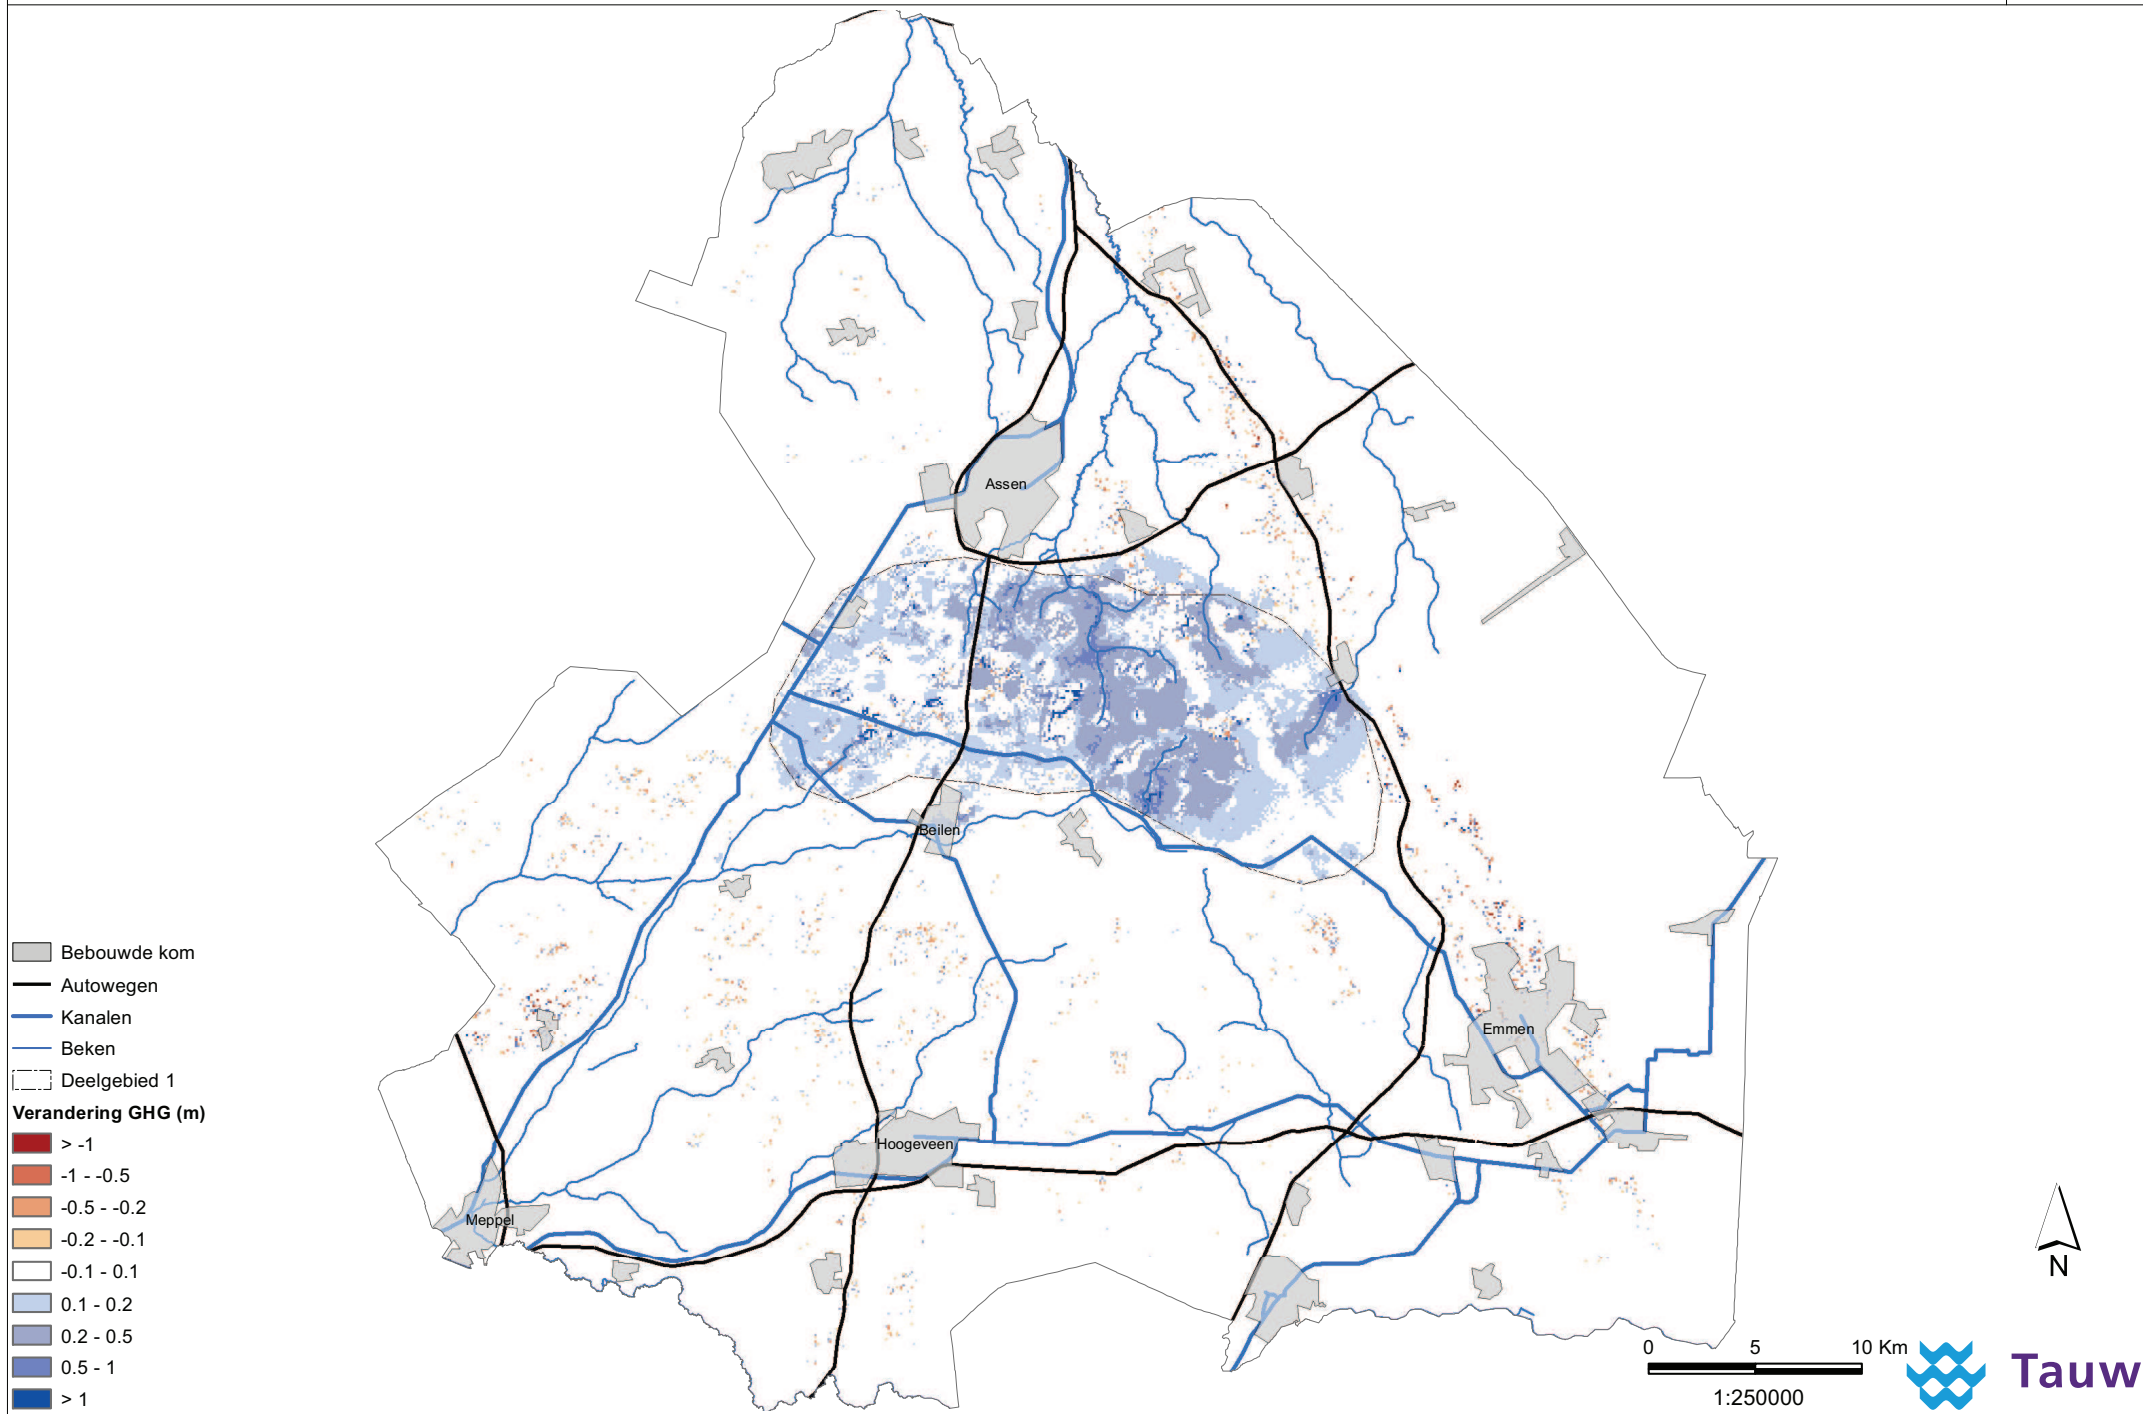 Assen
Beilen
Emmen
Hoogeveen
Meppel
Bebouwde kom
Autowegen
Kanalen
Beken
Deelgebied 1
Verandering GHG (m)
> -1
-1 - -0.5
-0.5 - -0.2
-0.2 - -0.1
-0.1 - 0.1
0.1 - 0.2
0.2 - 0.5
0.5 - 1
> 1
N
0 5 10 Km
1:250000
Tauw